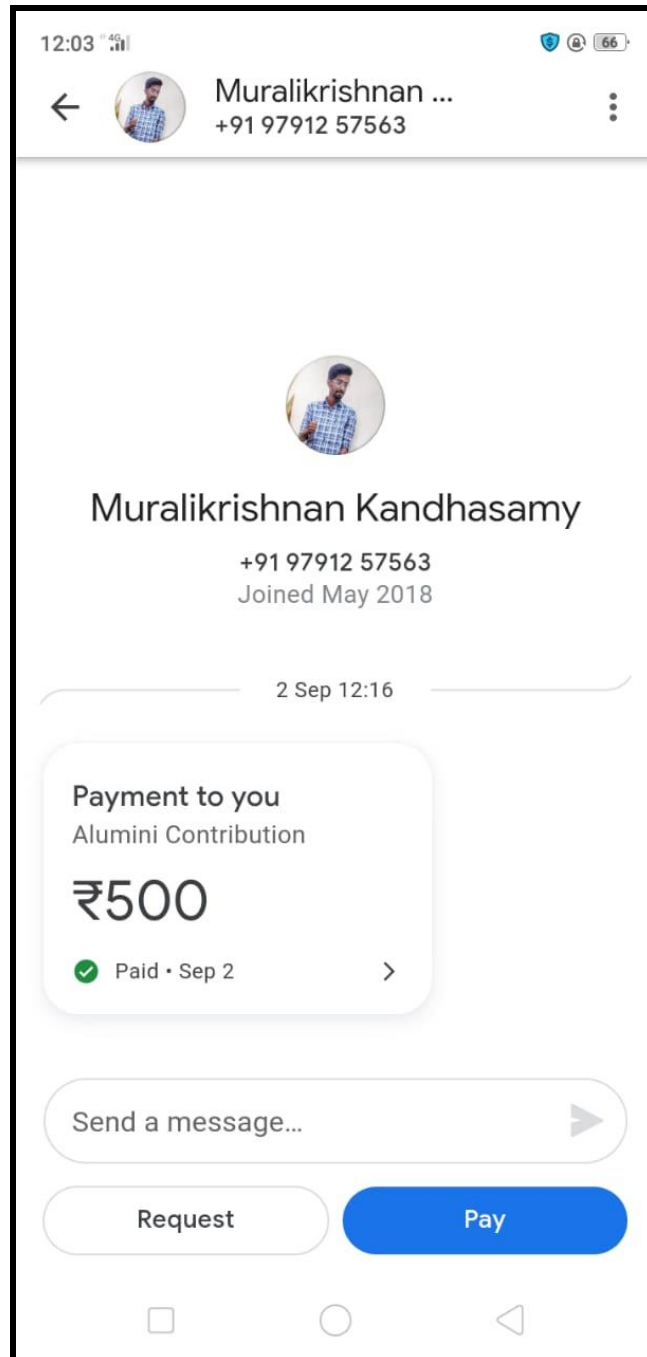 12:03 4G 66
Muralikrishnan ...
+91 97912 57563
Muralikrishnan Kandhasamy
+91 97912 57563
Joined May 2018
2 Sep 12:16
Payment to you
Alumini Contribution
₹500
Paid • Sep 2
Send a message...
Request Pay